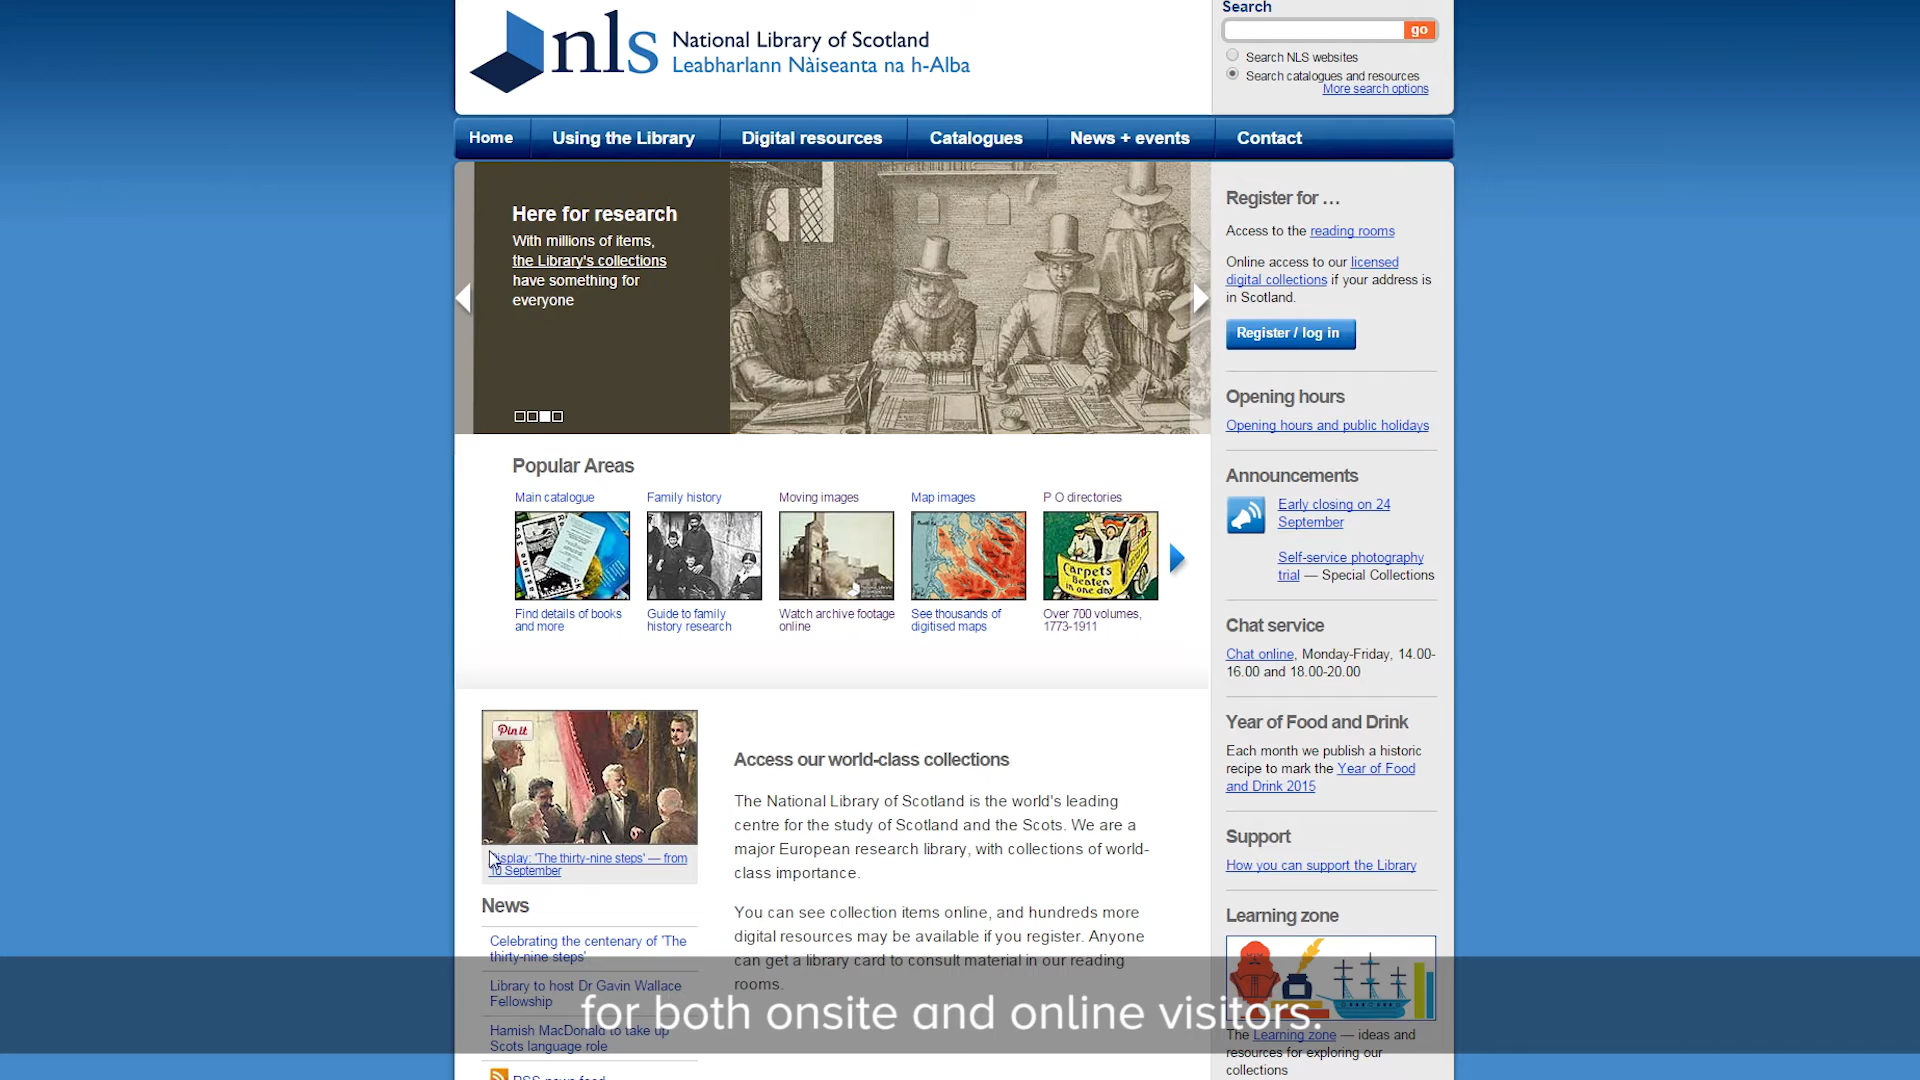 nls
National Library of Scotland
Leabharlann Nàiseanta na h-Alba
Search
go
Search NLS websites
Search catalogues and resources
More search options
Home
Using the Library
Digital resources
Catalogues
News + events
Contact
Here for research
With millions of items,
the Library's collections
have something for
everyone
Popular Areas
Main catalogue
Find details of books
and more
Family history
Guide to family
history research
Moving images
Watch archive footage
online
Map images
See thousands of
digitised maps
P O directories
Carpets
Beaten
in one day
Over 700 volumes,
1773-1911
Pin it
Display: 'The thirty-nine steps' — from
10 September
News
Celebrating the centenary of 'The
thirty-nine steps'
Library to host Dr Gavin Wallace
Fellowship
Hamish MacDonald to take up
Scots language role
RSS news feed
Access our world-class collections
The National Library of Scotland is the world's leading
centre for the study of Scotland and the Scots. We are a
major European research library, with collections of world-
class importance.
You can see collection items online, and hundreds more
digital resources may be available if you register. Anyone
can get a library card to consult material in our reading
rooms.
Register for …
Access to the reading rooms
Online access to our licensed
digital collections if your address is
in Scotland.
Register / log in
Opening hours
Opening hours and public holidays
Announcements
Early closing on 24
September
Self-service photography
trial — Special Collections
Chat service
Chat online, Monday-Friday, 14.00-
16.00 and 18.00-20.00
Year of Food and Drink
Each month we publish a historic
recipe to mark the Year of Food
and Drink 2015
Support
How you can support the Library
Learning zone
The Learning zone — ideas and
resources for exploring our
collections
for both onsite and online visitors.